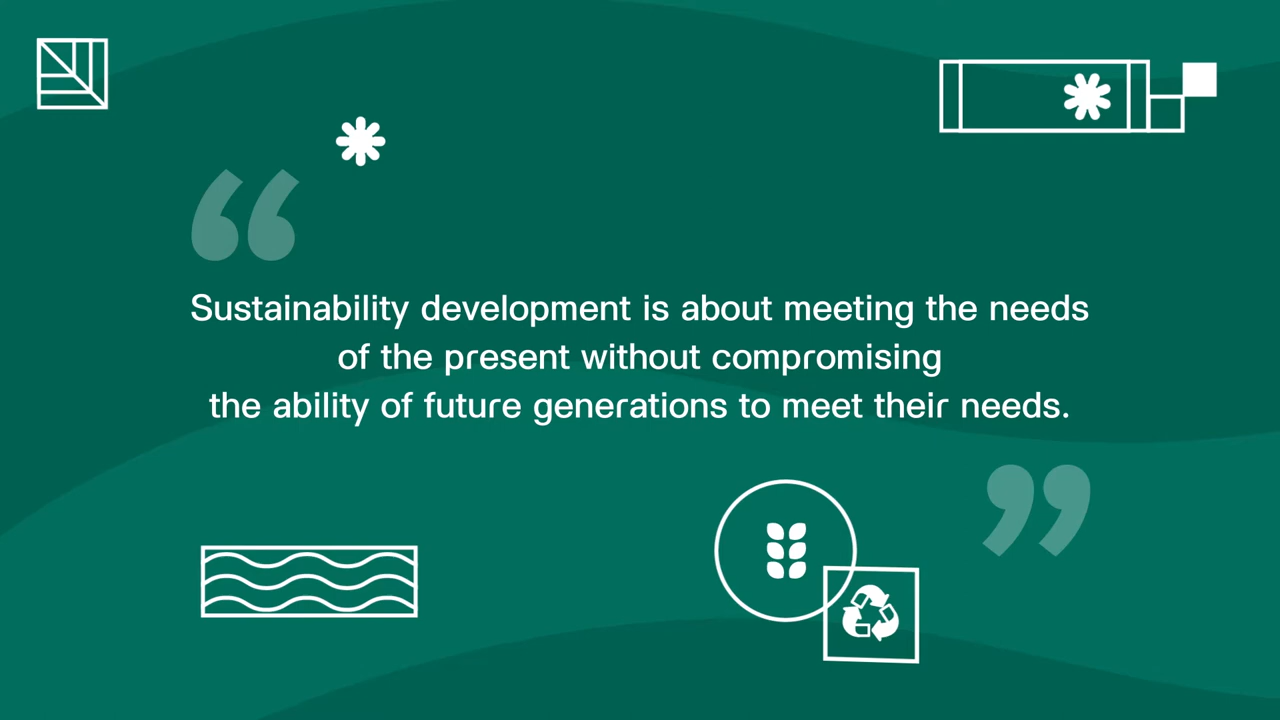 “
Sustainability development is about meeting the needs
of the present without compromising
the ability of future generations to meet their needs.
”